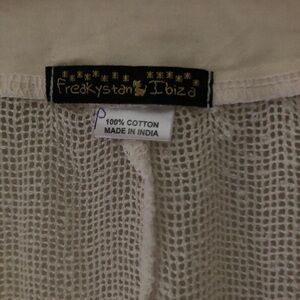 Freakystan Ibiza
100% COTTON
MADE IN INDIA